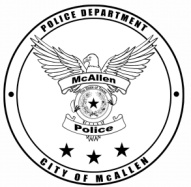 POLICE DEPARTMENT
McAllen
Police
CITY OF McALLEN